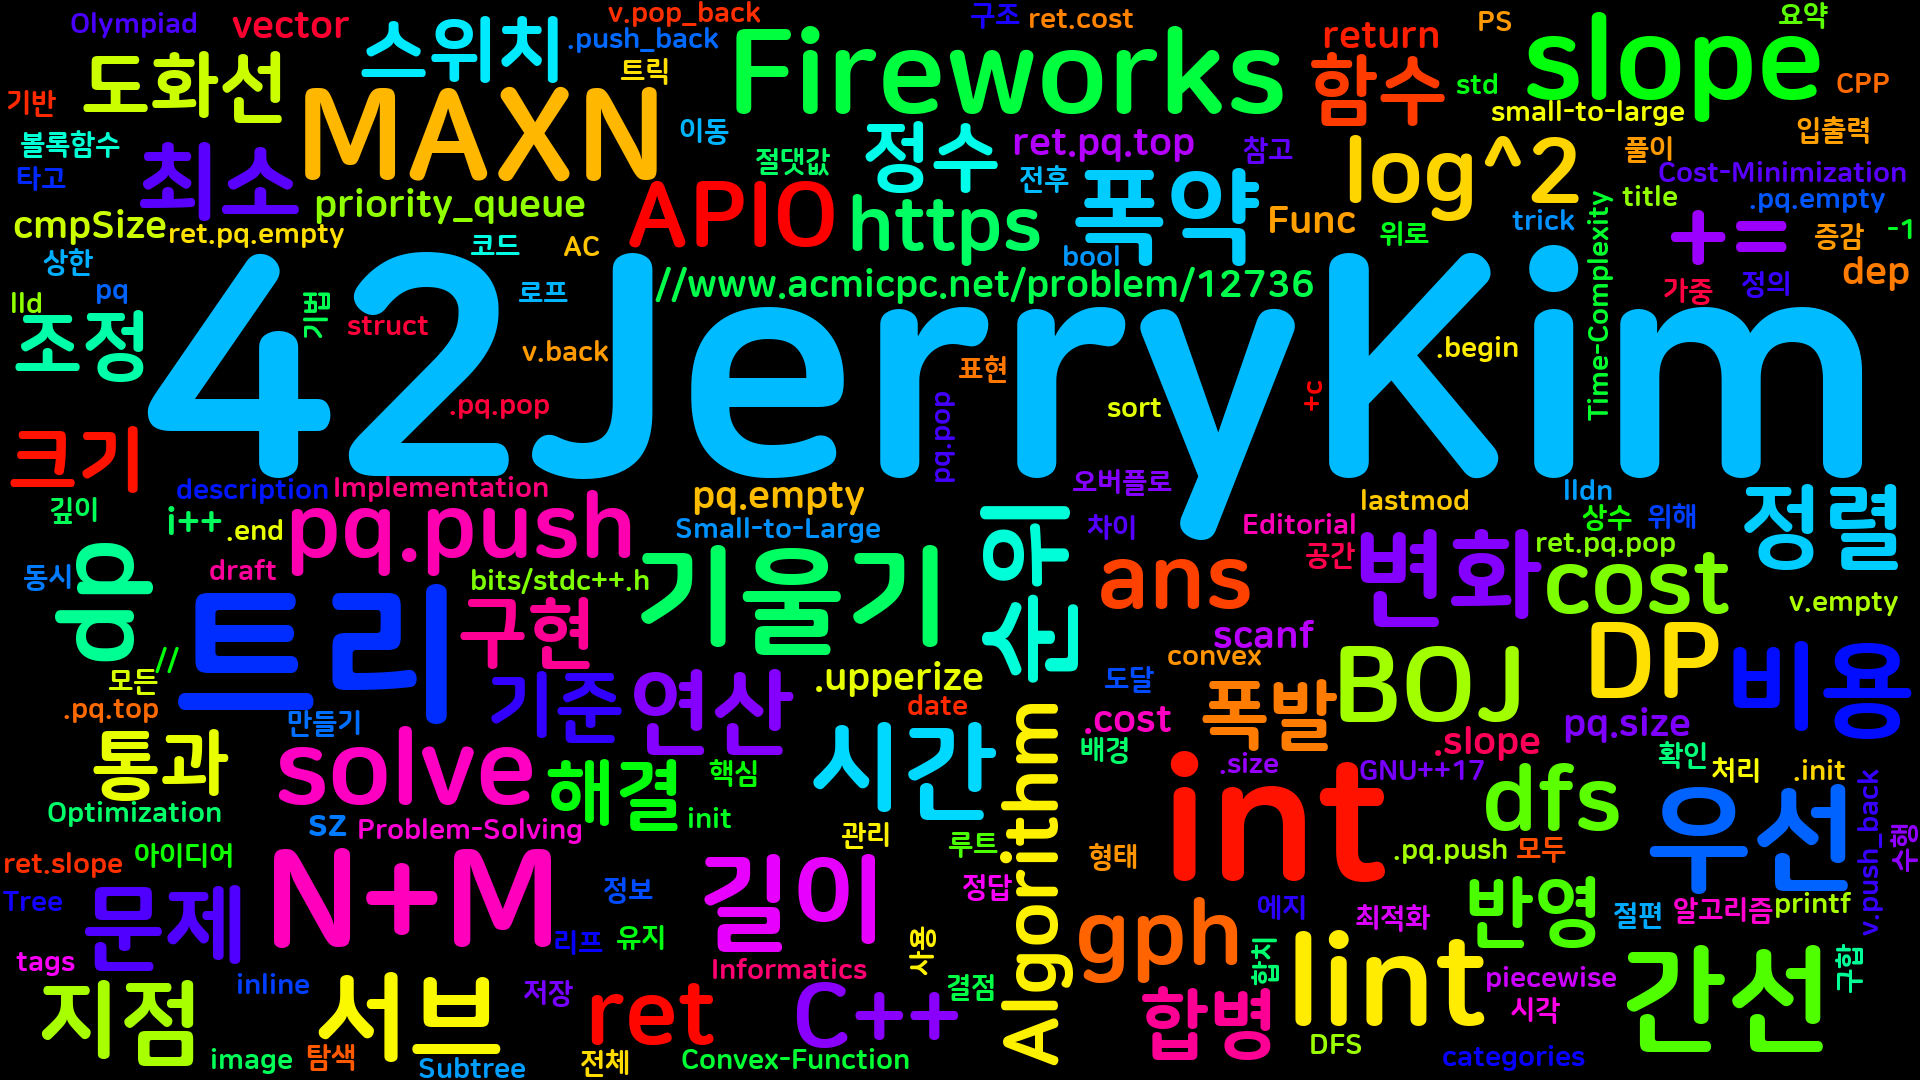 Olympiad
vector
스위치
v.pop_back
.push_back
트릭
구조
ret.cost
PS
요약
return
Fireworks
slope
함수
std
CPP
small-to-large
기반
도화선
MAXN
이동
볼록함수
최소
정수
ret.pq.top
참고
log^2
풀이
입출력
타고
절댓값
전후
Cost-Minimization
priority_queue
APIO
https
폭약
Func
trick
title
.pq.empty
cmpSize
ret.pq.empty
코드
AC
위로
+=
증감
-1
상한
bool
lld
pq
기법
로프
//www.acmicpc.net/problem/12736
Time-Complexity
가중
정의
dep
조정
struct
42JerryKim
v.back
표현
.begin
.pq.pop
pq.pop
sort
+c
크기
description
Implementation
pq.empty
오버플로
lastmod
lldn
정렬
깊이
i++
.end
pq.push
Small-to-Large
순회
차이
Editorial
상수
위해
동시
용
draft
bits/stdc++.h
기울기
ans
공간
변화
ret.pq.pop
cost
v.empty
트리
구현
scanf
//
모든
기준
연산
.upperize
convex
도달
BOJ
DP
비용
.pq.top
만들기
date
.cost
폭발
pq.size
통과
solve
해결
핵심
시간
Algorithm
배경
.slope
확인
처리
.init
.size
GNU++17
dfs
Optimization
sz
Problem-Solving
init
관리
int
우선
v.push_back
수행
ret.slope
아이디어
루트
형태
.pq.push
모두
Tree
문제
N+M
정보
길이
정답
gph
에지
최적화
반영
절편
알고리즘
printf
리프
유지
사용
tags
Informatics
합치
lint
piecewise
간선
구합
지점
inline
서브
저장
ret
C++
결점
합병
시각
image
탐색
Subtree
전체
Convex-Function
DFS
categories